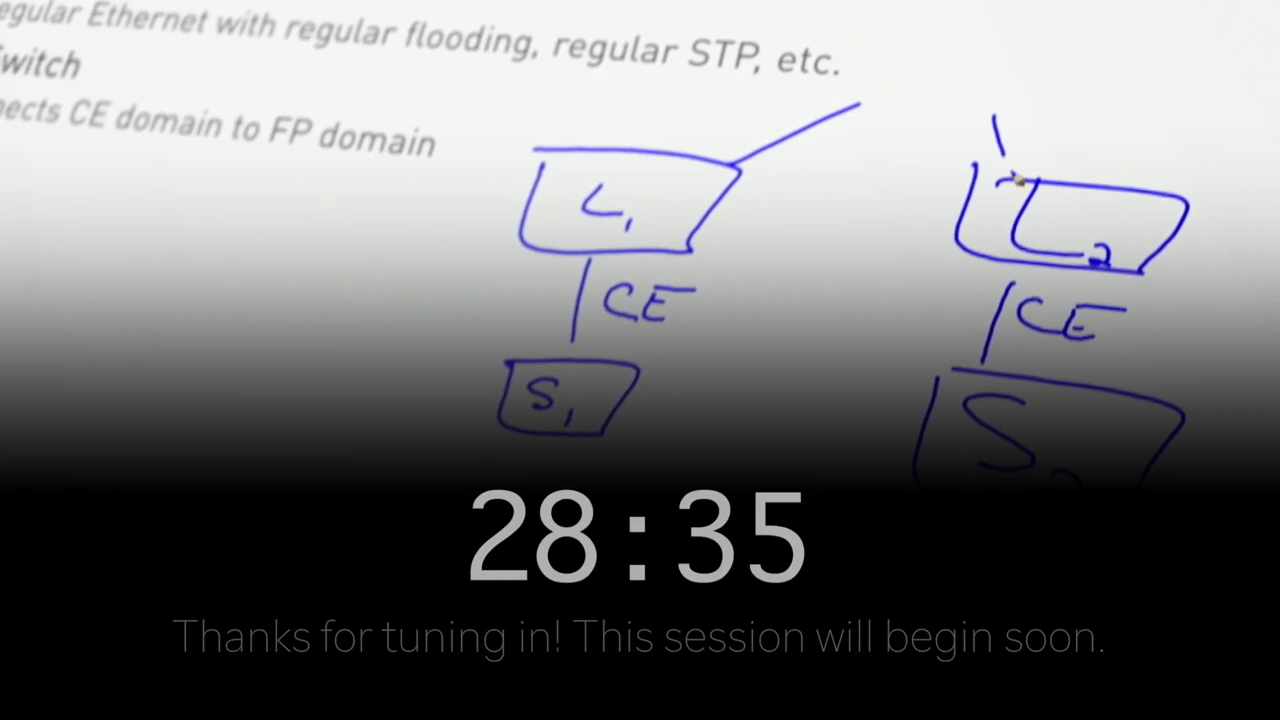 egular Ethernet with regular flooding, regular STP, etc.
witch
nects CE domain to FP domain
L1
L2
CE
CE
S1
S
28:35
Thanks for tuning in! This session will begin soon.